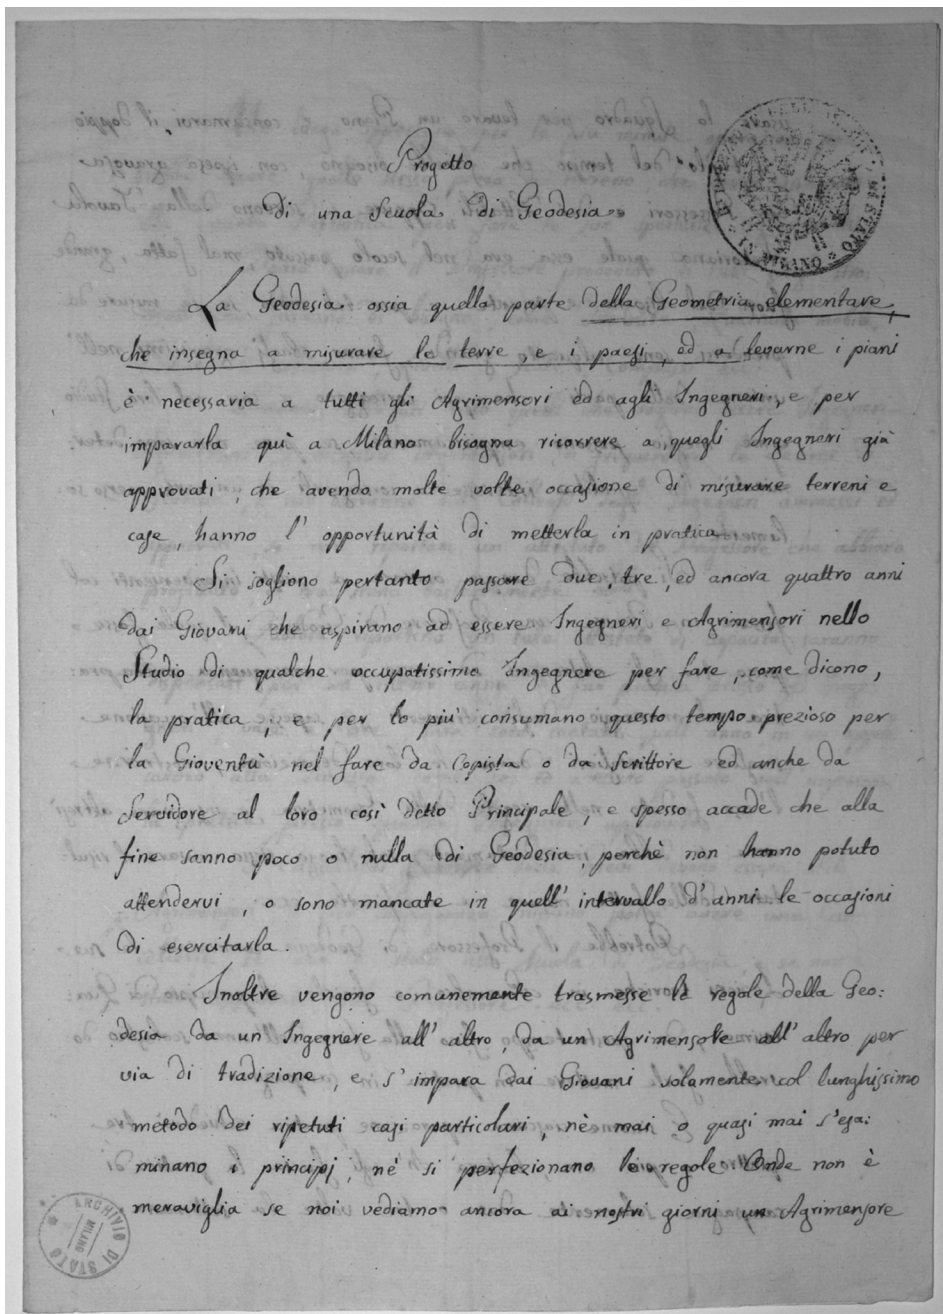 Progetto
di una Scuola di Geodesia.
La Geodesia ossia quella parte della Geometria elementare,
che insegna a misurare le terre, e i paesi, ed a levarne i piani
è necessaria a tutti gli Agrimensori ed agli Ingegneri, e per
impararla quì a Milano bisogna ricorrere a quegli Ingegneri già
approvati, che avendo molte volte occasione di misurare terreni e
case, hanno l' opportunità di metterla in pratica
Si sogliono pertanto passare due, tre, ed ancora quattro anni
dai Giovani che aspirano ad essere Ingegneri e Agrimensori nello
Studio di qualche occupatissimo Ingegnere per fare, come dicono,
la pratica, e per lo più consumano questo tempo prezioso per
la Gioventù nel fare da Copista o da Scrittore ed anche da
Servidore al loro così detto Principale, e spesso accade che alla
fine sanno poco o nulla di Geodesia, perchè non hanno potuto
attendervi, o sono mancate in quell' intervallo d' anni le occasioni
di esercitarla.
Inoltre vengono comunemente trasmesse le regole della Geo:
desia da un Ingegnere all' altro, da un Agrimensore all' altro per
via di tradizione, e s' impara dai Giovani solamente col lunghissimo
metodo dei ripetuti casi particolari, nè mai o quasi mai s'esa:
minano i principj, nè si perfezionano le regole Onde non è
meraviglia se noi vediamo ancora ai nostri giorni un Agrimensore
ARCHIVIO DI STATO
MILANO